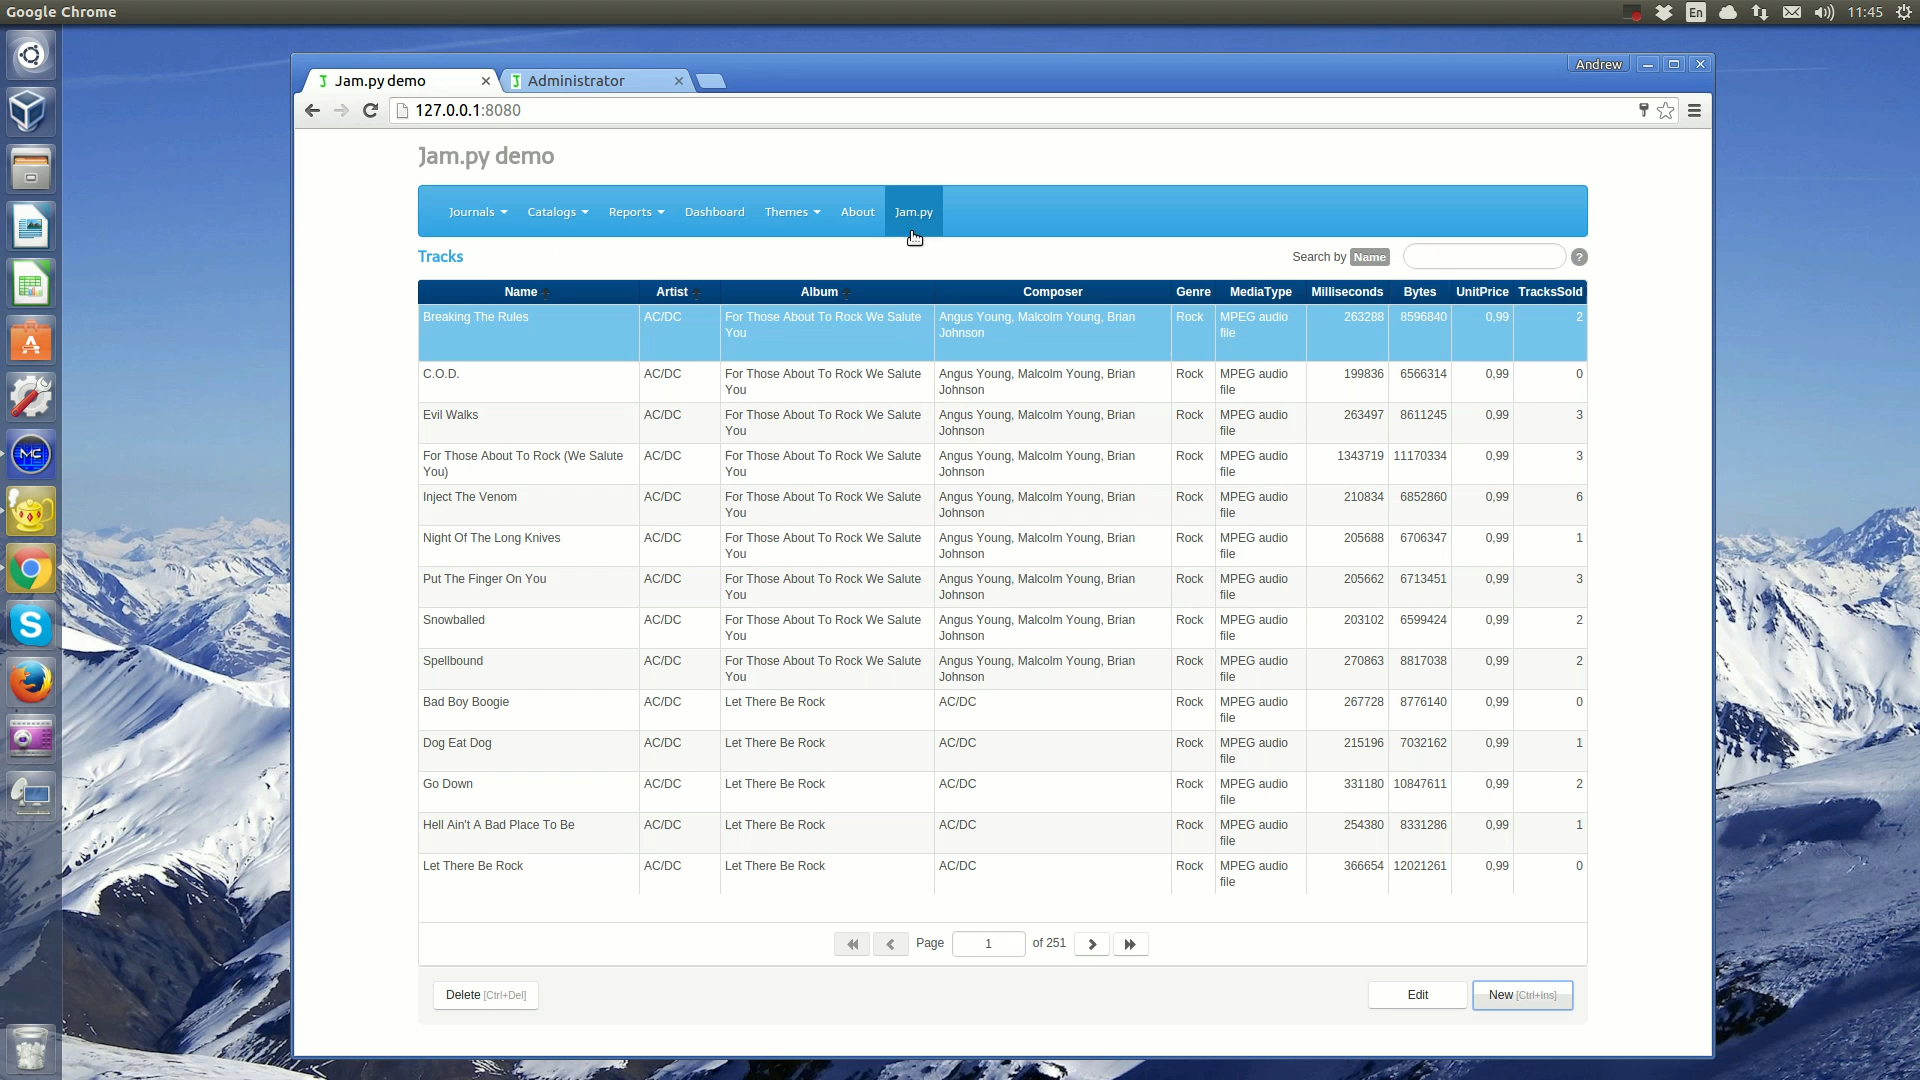 Google Chrome
En
11:45
Andrew
Jam.py demo
Administrator
127.0.0.1:8080
Jam.py demo
Journals Catalogs Reports Dashboard Themes About Jam.py
Tracks
Search by Name ?
Name Artist Album Composer Genre MediaType Milliseconds Bytes UnitPrice TracksSold
Breaking The Rules AC/DC For Those About To Rock We Salute Angus Young, Malcolm Young, Brian Rock MPEG audio 263288 8596840 0,99 2
You Johnson file
C.O.D. AC/DC For Those About To Rock We Salute Angus Young, Malcolm Young, Brian Rock MPEG audio 199836 6566314 0,99 0
You Johnson file
Evil Walks AC/DC For Those About To Rock We Salute Angus Young, Malcolm Young, Brian Rock MPEG audio 263497 8611245 0,99 3
You Johnson file
For Those About To Rock (We Salute AC/DC For Those About To Rock We Salute Angus Young, Malcolm Young, Brian Rock MPEG audio 1343719 11170334 0,99 3
You) You Johnson file
Inject The Venom AC/DC For Those About To Rock We Salute Angus Young, Malcolm Young, Brian Rock MPEG audio 210834 6852860 0,99 6
You Johnson file
Night Of The Long Knives AC/DC For Those About To Rock We Salute Angus Young, Malcolm Young, Brian Rock MPEG audio 205688 6706347 0,99 1
You Johnson file
Put The Finger On You AC/DC For Those About To Rock We Salute Angus Young, Malcolm Young, Brian Rock MPEG audio 205662 6713451 0,99 3
You Johnson file
Snowballed AC/DC For Those About To Rock We Salute Angus Young, Malcolm Young, Brian Rock MPEG audio 203102 6599424 0,99 2
You Johnson file
Spellbound AC/DC For Those About To Rock We Salute Angus Young, Malcolm Young, Brian Rock MPEG audio 270863 8817038 0,99 2
You Johnson file
Bad Boy Boogie AC/DC Let There Be Rock AC/DC Rock MPEG audio 267728 8776140 0,99 0
file
Dog Eat Dog AC/DC Let There Be Rock AC/DC Rock MPEG audio 215196 7032162 0,99 1
file
Go Down AC/DC Let There Be Rock AC/DC Rock MPEG audio 331180 10847611 0,99 2
file
Hell Ain't A Bad Place To Be AC/DC Let There Be Rock AC/DC Rock MPEG audio 254380 8331286 0,99 1
file
Let There Be Rock AC/DC Let There Be Rock AC/DC Rock MPEG audio 366654 12021261 0,99 0
file
Page 1 of 251
Delete [Ctrl+Del] Edit New [Ctrl+Ins]
MC